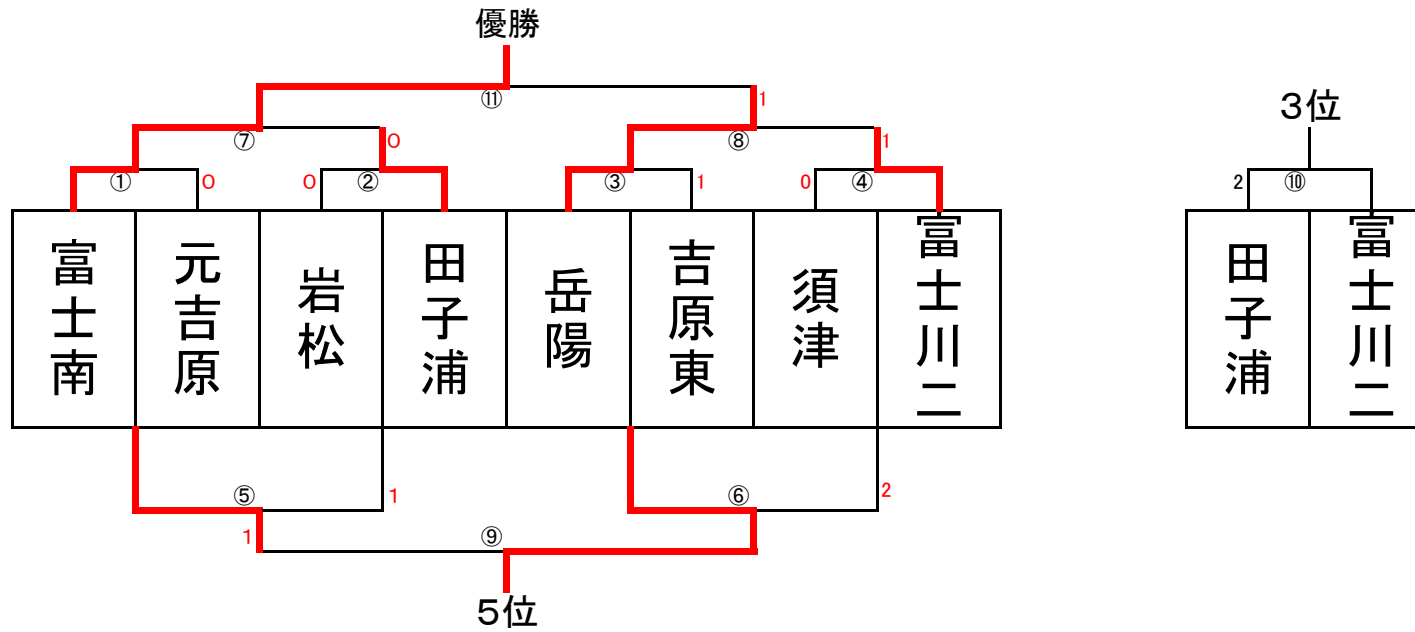 優勝
⑪
1
3位
⑦
0
⑧
1
①
0
0
②
③
1
0
④
2
⑩
富士南
元吉原
岩松
田子浦
岳陽
吉原東
須津
富士川二
田子浦
富士川二
⑤
1
⑥
2
1
⑨
5位